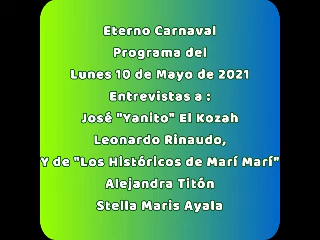 Eterno Carnaval
Programa del
Lunes 10 de Mayo de 2021
Entrevistas a :
José "Yanito" El Kozah
Leonardo Rinaudo,
Y de "Los Históricos de Marí Marí"
Alejandra Titón
Stella Maris Ayala